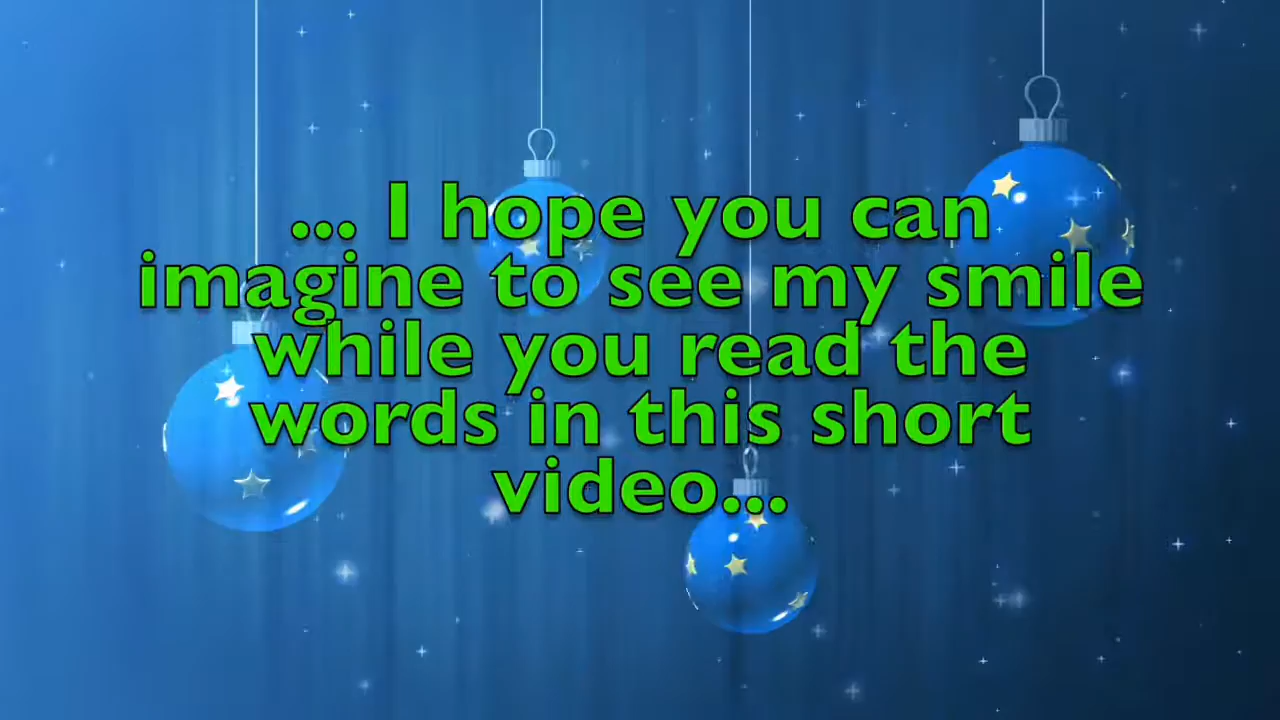 ... I hope you can
imagine to see my smile
while you read the
words in this short
video...